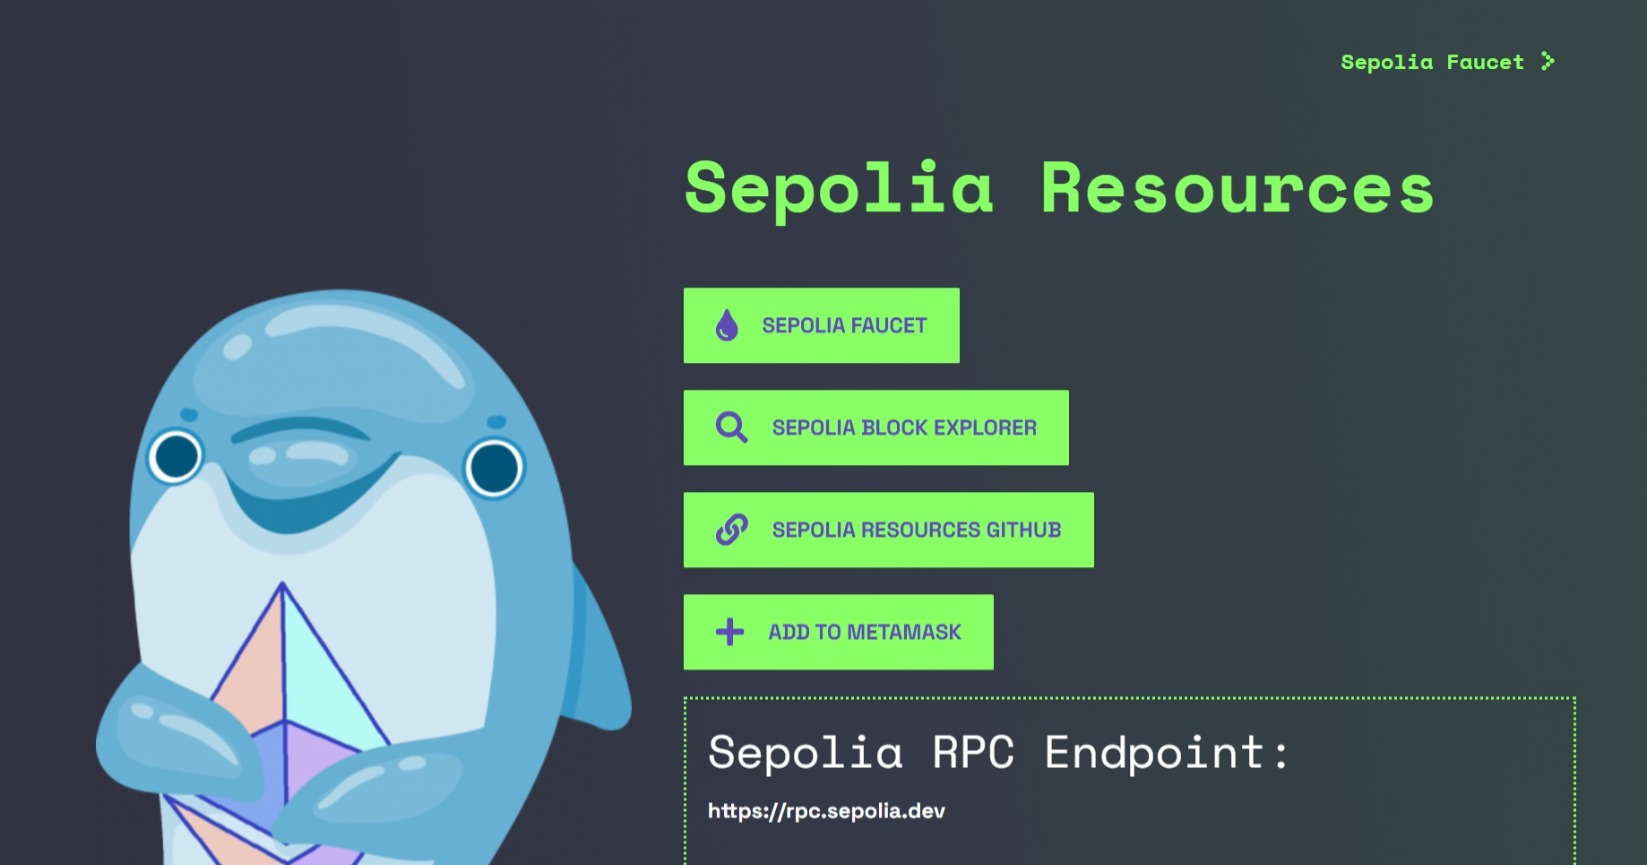 Sepolia Faucet
Sepolia Resources
SEPOLIA FAUCET
SEPOLIA BLOCK EXPLORER
SEPOLIA RESOURCES GITHUB
ADD TO METAMASK
Sepolia RPC Endpoint:
https://rpc.sepolia.dev